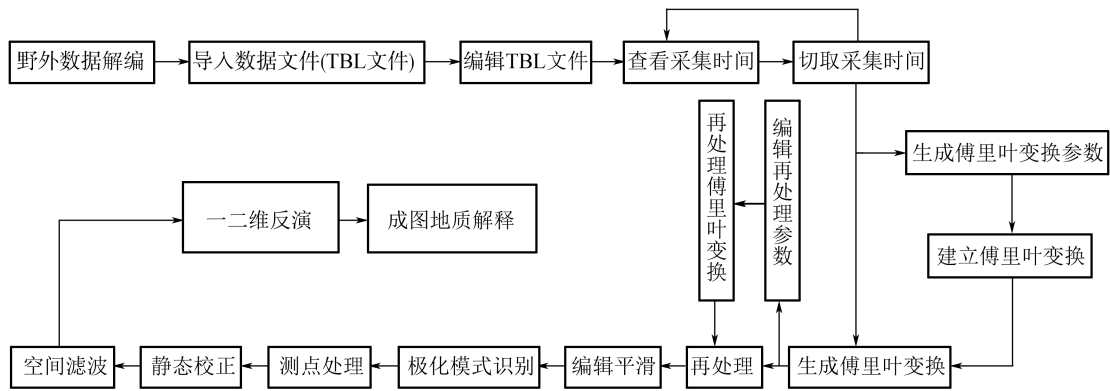 野外数据解编
导入数据文件(TBL文件)
编辑TBL文件
查看采集时间
切取采集时间
再处理傅里叶变换
编辑再处理参数
生成傅里叶变换参数
一二维反演
成图地质解释
建立傅里叶变换
空间滤波
静态校正
测点处理
极化模式识别
编辑平滑
再处理
生成傅里叶变换